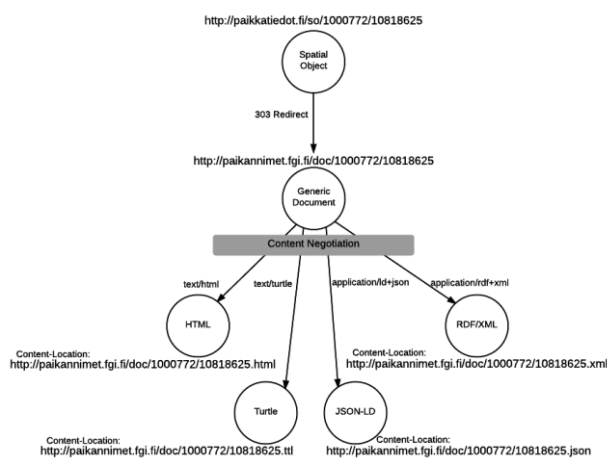 http://paikkatiedot.fi/so/1000772/10818625
Spatial
Object
303 Redirect
http://paikannimet.fgi.fi/doc/1000772/10818625
Generic
Document
Content Negotiation
text/html
text/turtle
application/ld+json
application/rdf+xml
HTML
RDF/XML
Content-Location:
http://paikannimet.fgi.fi/doc/1000772/10818625.html
Content-Location:
http://paikannimet.fgi.fi/doc/1000772/10818625.xml
Turtle
JSON-LD
Content-Location:
http://paikannimet.fgi.fi/doc/1000772/10818625.ttl
Content-Location:
http://paikannimet.fgi.fi/doc/1000772/10818625.json